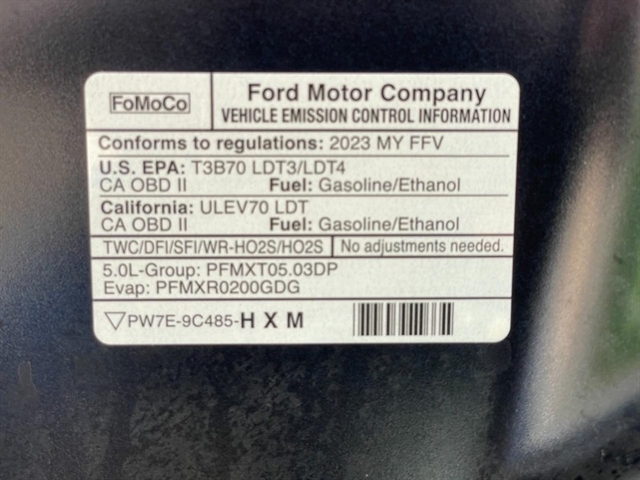 FoMoCo
Ford Motor Company
VEHICLE EMISSION CONTROL INFORMATION
Conforms to regulations: 2023 MY FFV
U.S. EPA: T3B70 LDT3/LDT4
CA OBD II Fuel: Gasoline/Ethanol
California: ULEV70 LDT
CA OBD II Fuel: Gasoline/Ethanol
TWC/DFI/SFI/WR-HO2S/HO2S No adjustments needed.
5.0L-Group: PFMXT05.03DP
Evap: PFMXR0200GDG
▽PW7E-9C485-H X M